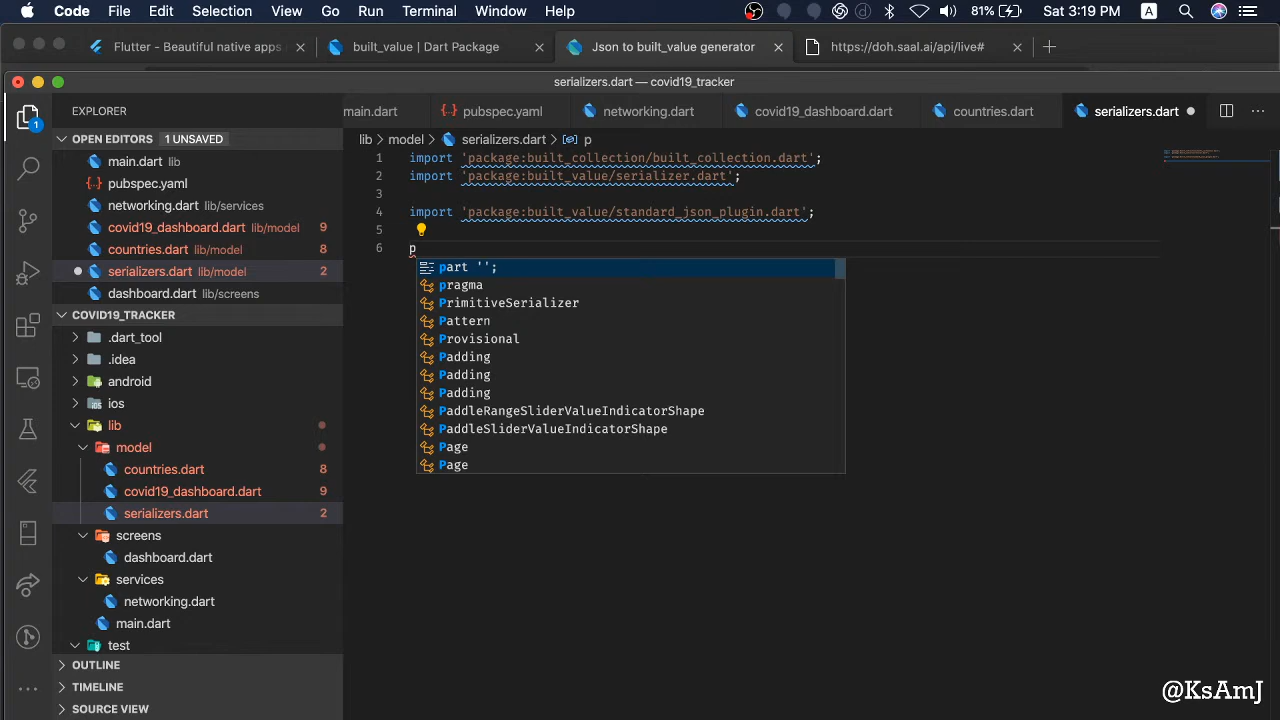 Code File Edit Selection View Go Run Terminal Window Help 81% Sat 3:19 PM A
Flutter - Beautiful native apps built_value | Dart Package Json to built_value generator https://doh.saal.ai/api/live#
serializers.dart — covid19_tracker
EXPLORER main.dart pubspec.yaml networking.dart covid19_dashboard.dart countries.dart serializers.dart
OPEN EDITORS 1 UNSAVED
lib > model > serializers.dart > p
main.dart lib
pubspec.yaml
networking.dart lib/services
covid19_dashboard.dart lib/model 9
countries.dart lib/model 8
serializers.dart lib/model 2
dashboard.dart lib/screens
COVID19_TRACKER
.dart_tool
.idea
android
ios
lib
model
countries.dart 8
covid19_dashboard.dart 9
serializers.dart 2
screens
dashboard.dart
services
networking.dart
main.dart
test
OUTLINE
TIMELINE
SOURCE VIEW
1
1 import 'package:built_collection/built_collection.dart';
2 import 'package:built_value/serializer.dart';
3
4 import 'package:built_value/standard_json_plugin.dart';
5
6 p
part '';
pragma
PrimitiveSerializer
Pattern
Provisional
Padding
Padding
Padding
PaddleRangeSliderValueIndicatorShape
PaddleSliderValueIndicatorShape
Page
Page
@KsAmJ